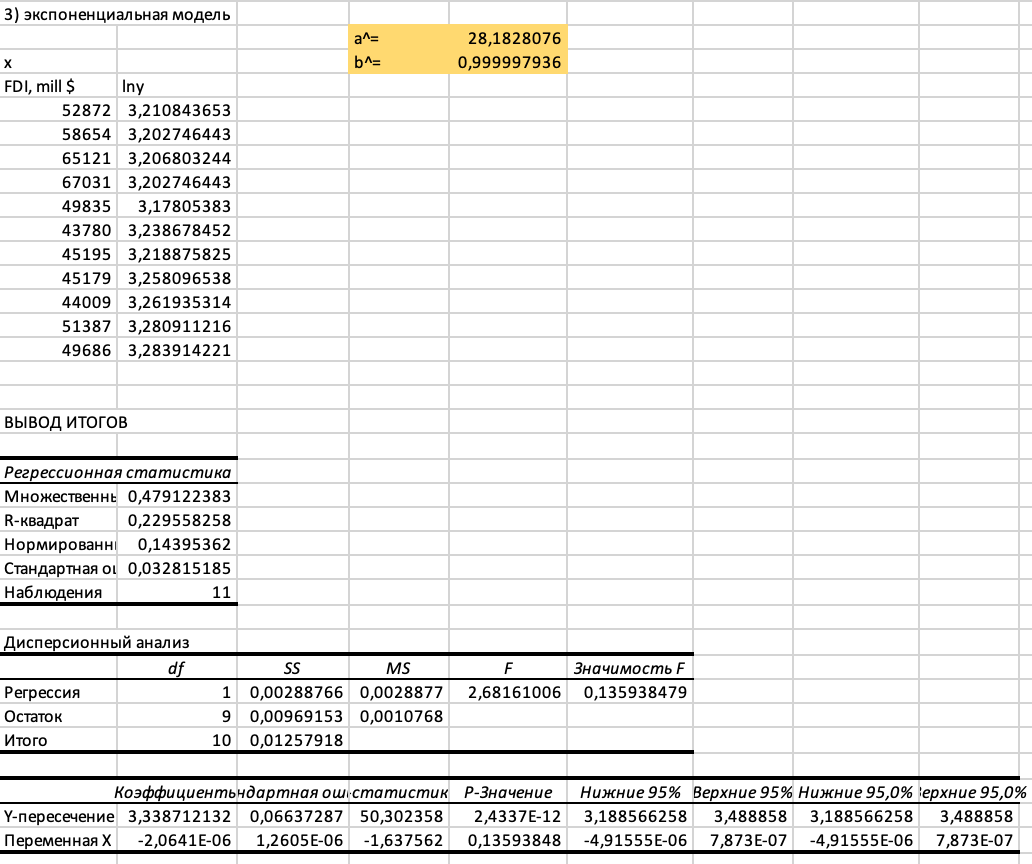 3) экспоненциальная модель
a^= 28,1828076
x b^= 0,999997936
FDI, mill $ lny
52872 3,210843653
58654 3,202746443
65121 3,206803244
67031 3,202746443
49835 3,17805383
43780 3,238678452
45195 3,218875825
45179 3,258096538
44009 3,261935314
51387 3,280911216
49686 3,283914221
ВЫВОД ИТОГОВ
Регрессионная статистика
Множественнь 0,479122383
R-квадрат 0,229558258
Нормированнı 0,14395362
Стандартная оц 0,032815185
Наблюдения 11
Дисперсионный анализ
df SS MS F Значимость F
Регрессия 1 0,00288766 0,0028877 2,68161006 0,135938479
Остаток 9 0,00969153 0,0010768
Итого 10 0,01257918
Коэффициенть ндартная оши статистик P-Значение Нижние 95% Верхние 95% Нижние 95,0% ерхние 95,0%
Y-пересечение 3,338712132 0,06637287 50,302358 2,4337E-12 3,188566258 3,488858 3,188566258 3,488858
Переменная X -2,0641E-06 1,2605E-06 -1,637562 0,13593848 -4,91555E-06 7,873E-07 -4,91555E-06 7,873E-07